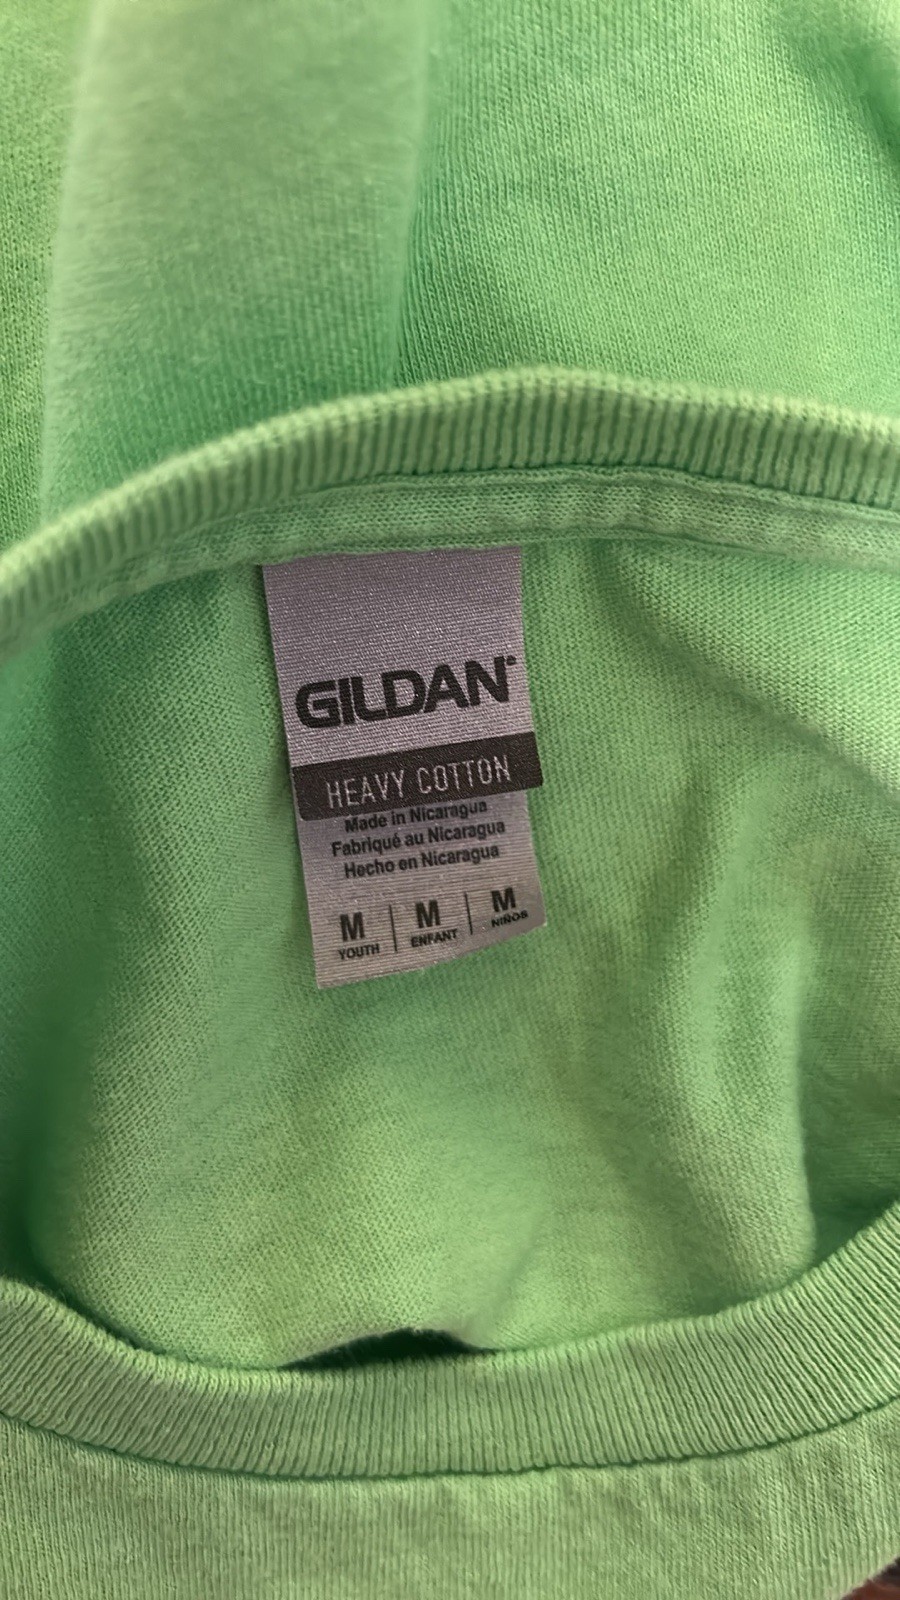 GILDAN®
HEAVY COTTON
Made in Nicaragua
Fabriqué au Nicaragua
Hecho en Nicaragua
M | M | M
YOUTH ENFANT NIÑOS